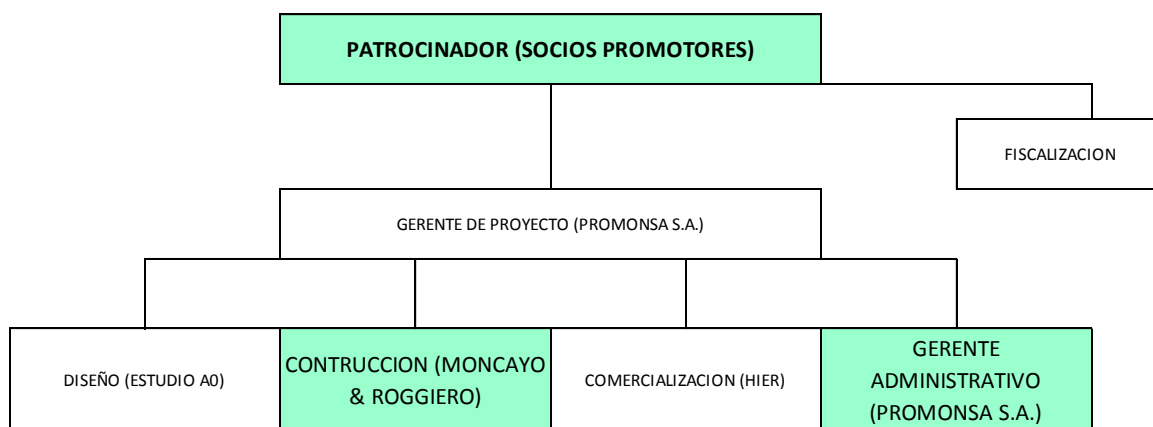 PATROCINADOR (SOCIOS PROMOTORES)
FISCALIZACION
GERENTE DE PROYECTO (PROMONSA S.A.)
DISEÑO (ESTUDIO A0)
CONTRUCCION (MONCAYO
& ROGGIERO)
COMERCIALIZACION (HIER)
GERENTE
ADMINISTRATIVO
(PROMONSA S.A.)